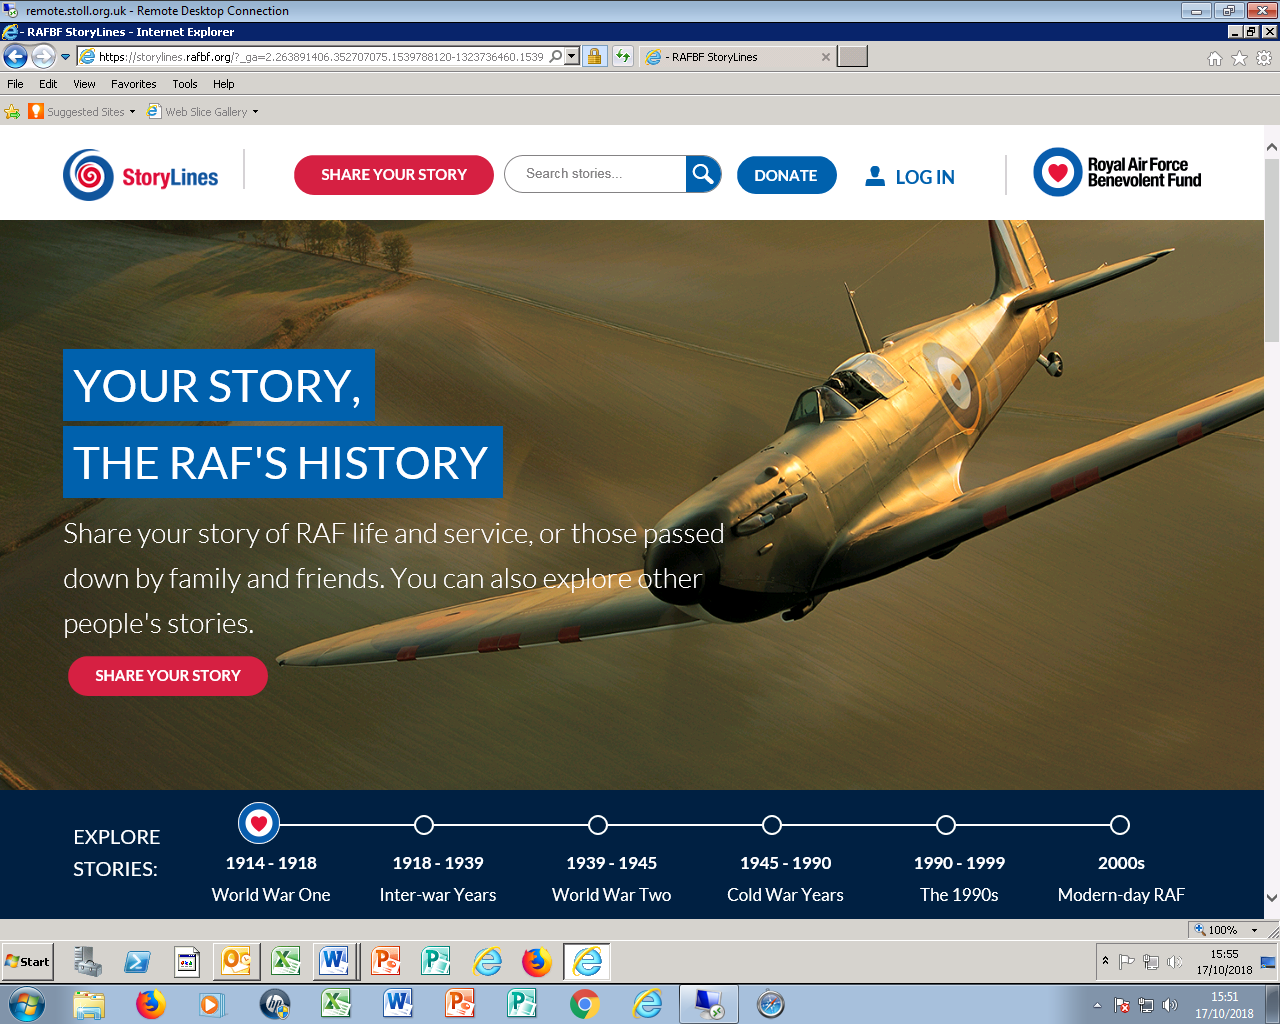 remote.stoll.org.uk - Remote Desktop Connection
- RAFBF StoryLines - Internet Explorer
https://storylines.rafbf.org/?_ga=2.263891406.352707075.1539788120-1323736460.1539
- RAFBF StoryLines
File Edit View Favorites Tools Help
Suggested Sites Web Slice Gallery
StoryLines
SHARE YOUR STORY
Search stories...
DONATE
LOG IN
Royal Air Force
Benevolent Fund
YOUR STORY,
THE RAF'S HISTORY
Share your story of RAF life and service, or those passed
down by family and friends. You can also explore other
people's stories.
SHARE YOUR STORY
EXPLORE
STORIES:
1914 - 1918
World War One
1918 - 1939
Inter-war Years
1939 - 1945
World War Two
1945 - 1990
Cold War Years
1990 - 1999
The 1990s
2000s
Modern-day RAF
100%
Start
15:55
17/10/2018
15:51
17/10/2018